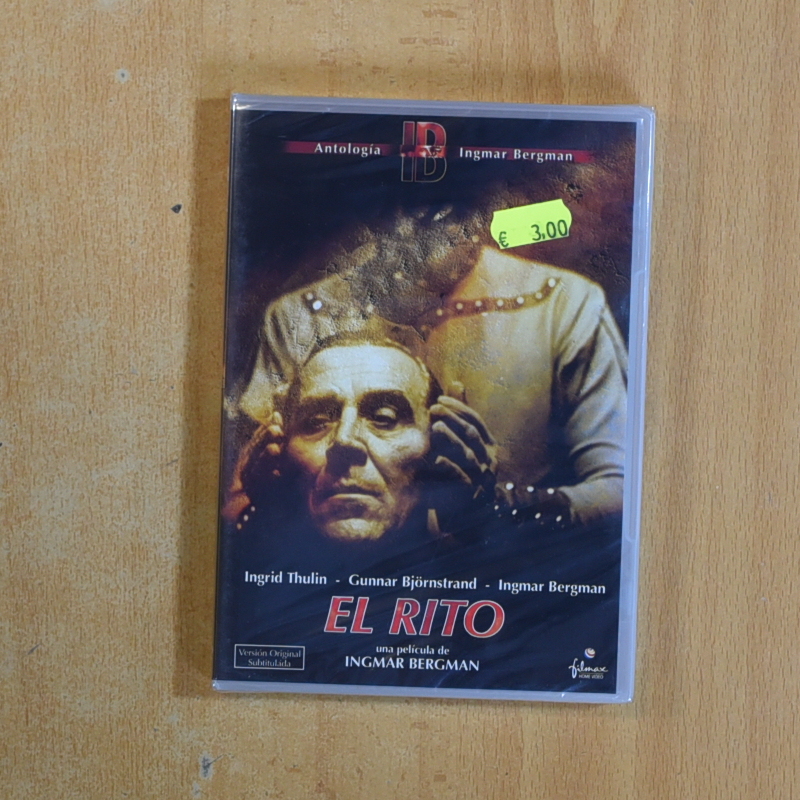 Antología IB Ingmar Bergman
€ 3,00
Ingrid Thulin - Gunnar Björnstrand - Ingmar Bergman
EL RITO
una película de
INGMAR BERGMAN
Versión Original
Subtitulada
filmax
HOME VIDEO